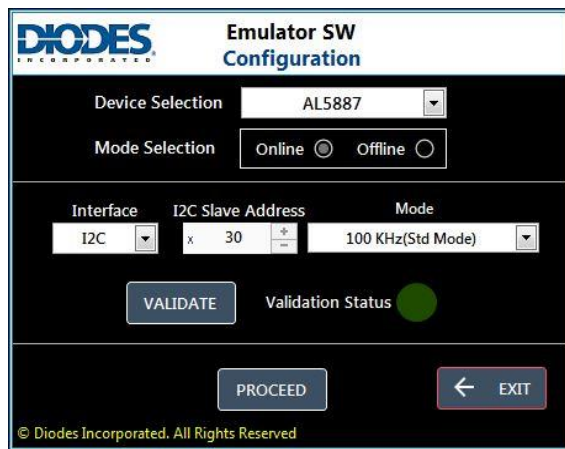 DIODES
INCORPORATED
Emulator SW
Configuration
Device Selection AL5887
Mode Selection Online Offline
Interface I2C Slave Address Mode
I2C x 30 + - 100 KHz(Std Mode)
VALIDATE Validation Status
PROCEED ← EXIT
© Diodes Incorporated. All Rights Reserved